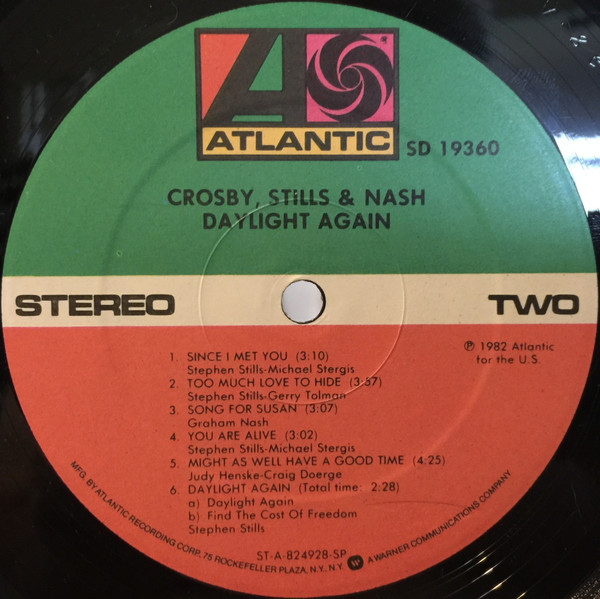 ATLANTIC
SD 19360
CROSBY, STILLS & NASH
DAYLIGHT AGAIN
STEREO
TWO
℗ 1982 Atlantic
for the U.S.
1. SINCE I MET YOU (3:10)
Stephen Stills-Michael Stergis
2. TOO MUCH LOVE TO HIDE (3:57)
Stephen Stills-Gerry Tolman
3. SONG FOR SUSAN (3:07)
Graham Nash
4. YOU ARE ALIVE (3:02)
Stephen Stills-Michael Stergis
5. MIGHT AS WELL HAVE A GOOD TIME (4:25)
Judy Henske-Craig Doerge
6. DAYLIGHT AGAIN (Total time: 2:28)
a) Daylight Again
b) Find The Cost Of Freedom
Stephen Stills
ST-A-824928-SP
MFG. BY ATLANTIC RECORDING CORP. 75 ROCKEFELLER PLAZA, N.Y. N.Y. A WARNER COMMUNICATIONS COMPANY